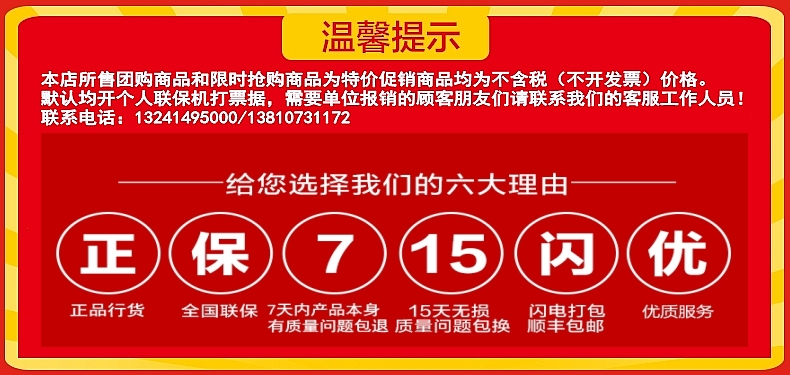 温馨提示
本店所售团购商品和限时抢购商品为特价促销商品均为不含税（不开发票）价格。
默认均开个人联保机打票据，需要单位报销的顾客朋友们请联系我们的客服工作人员！
联系电话：13241495000/13810731172
给您选择我们的六大理由
正 保 7 15 闪 优
正品行货 全国联保 7天内产品本身 15天无损 闪电打包 优质服务
有质量问题包退 质量问题包换 顺丰包邮